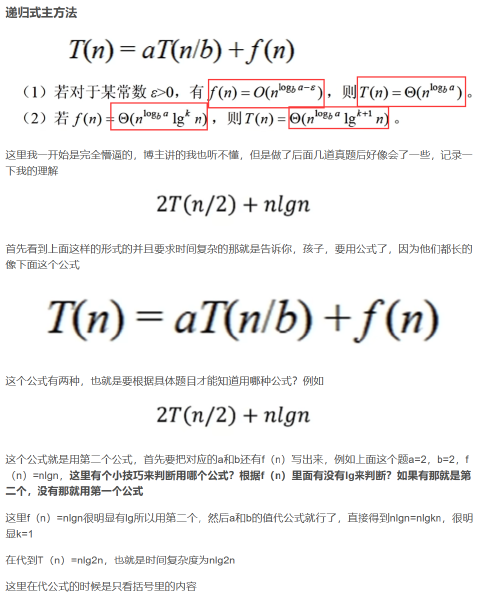 递归式主方法
T(n) = aT(n/b) + f(n)
（1）若对于某常数 ε>0，有 f(n) = O(n^{log_b a-ε})，则 T(n) = Θ(n^{log_b a})。
（2）若 f(n) = Θ(n^{log_b a} lg^k n)，则 T(n) = Θ(n^{log_b a} lg^{k+1} n)。
这里我一开始是完全懵逼的，博主讲的我也听不懂，但是做了后面几道真题后好像会了一些，记录一
下我的理解
2T(n/2) + nlgn
首先看到上面这样的形式的并且要求时间复杂的那就是告诉你，孩子，要用公式了，因为他们都长的
像下面这个公式
T(n) = aT(n/b) + f(n)
这个公式有两种，也就是要根据具体题目才能知道用哪种公式？例如
2T(n/2) + nlgn
这个公式就是用第二个公式，首先要把对应的a和b还有f（n）写出来，例如上面这个题a=2，b=2，f
（n）=nlgn，这里有个小技巧来判断用哪个公式？根据f（n）里面有没有lg来判断？如果有那就是第
二个，没有那就用第一个公式
这里f（n）=nlgn很明显有lg所以用第二个，然后a和b的值代公式就行了，直接得到nlgn=nlgkn，很明
显k=1
在代到T（n）=nlg2n，也就是时间复杂度为nlg2n
这里在代公式的时候是只看括号里的内容